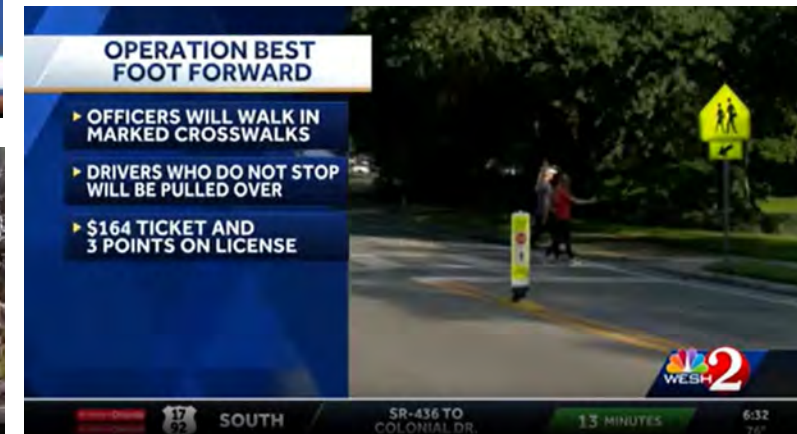 OPERATION BEST
FOOT FORWARD
▸ OFFICERS WILL WALK IN
MARKED CROSSWALKS
▸ DRIVERS WHO DO NOT STOP
WILL BE PULLED OVER
▸ $164 TICKET AND
3 POINTS ON LICENSE
WESH 2
17
92
SOUTH
SR-436 TO
COLONIAL DR.
13 MINUTES
6:32
76°